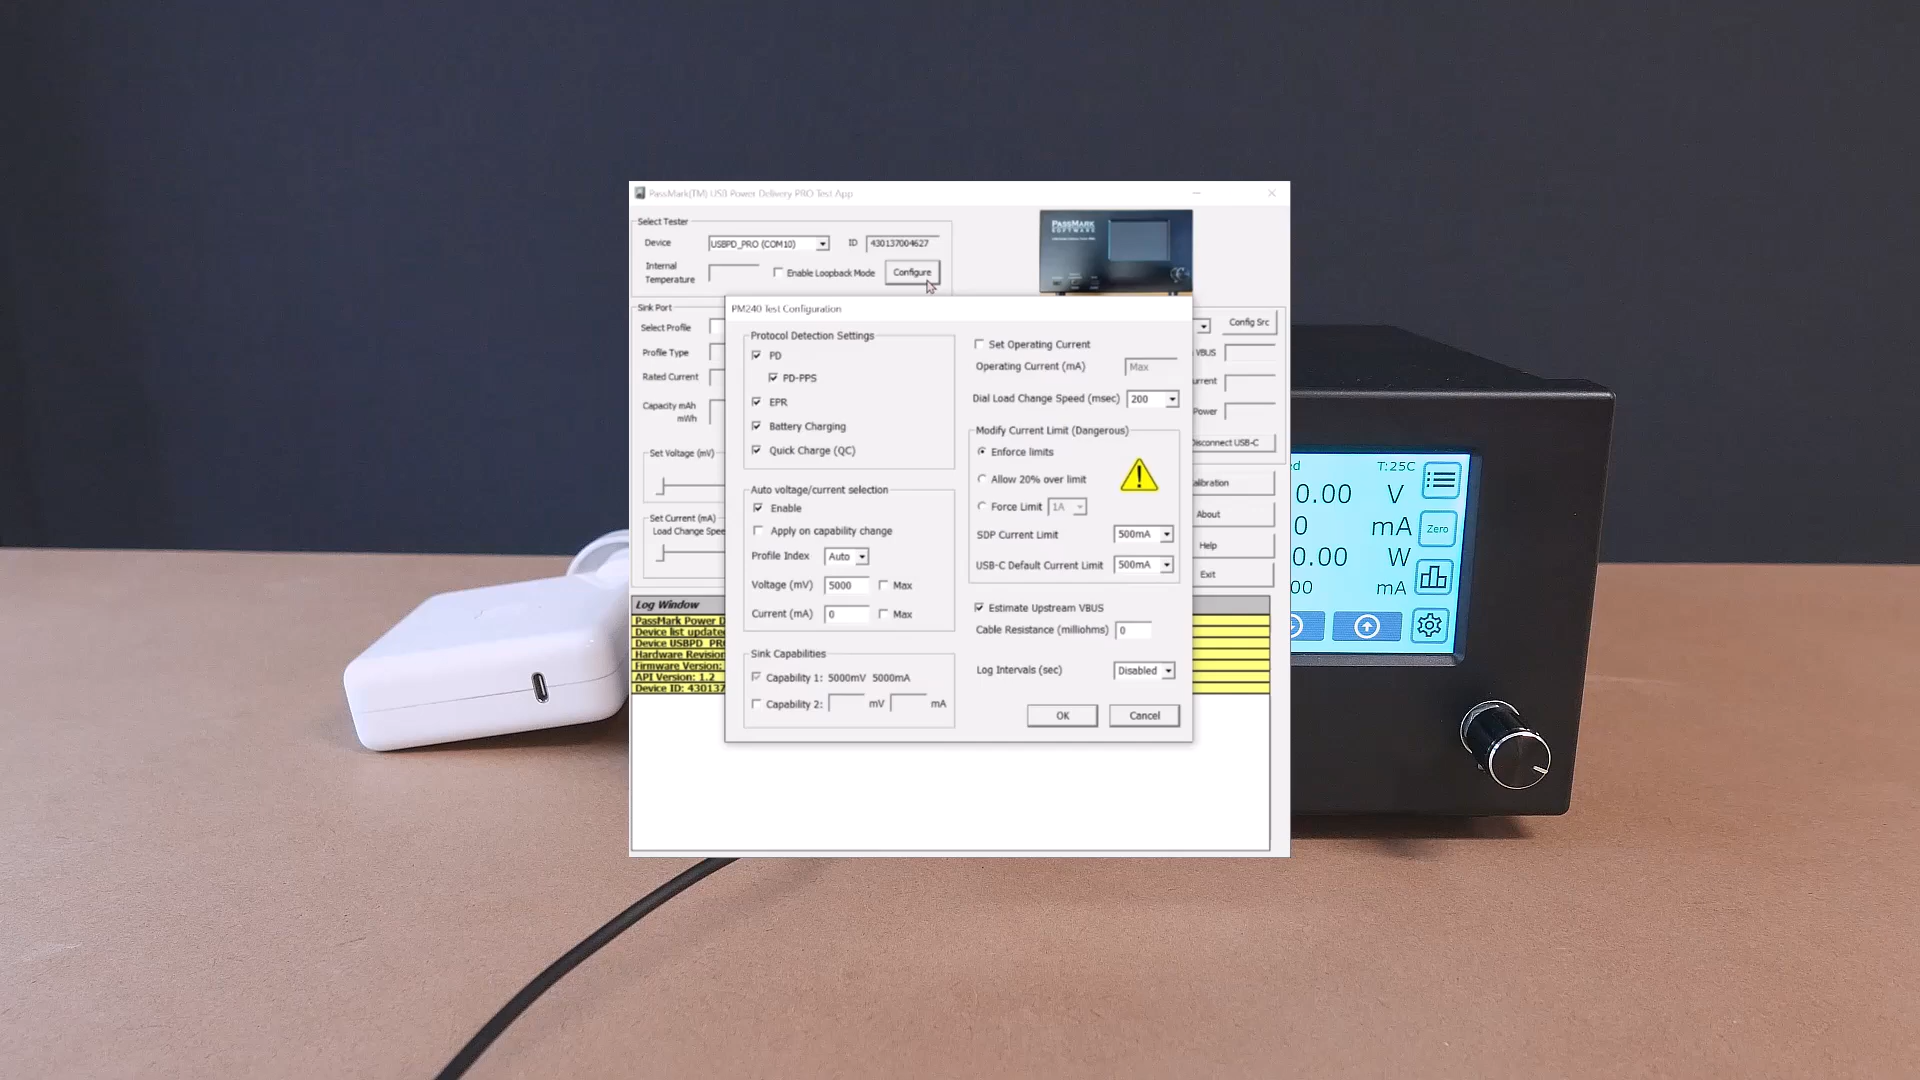 PassMark(TM) USB Power Delivery PRO Test App
Select Tester
Device USBPD_PRO (COM10) ID 430137004627
Internal Temperature Enable Loopback Mode Configure
PASSMARK SOFTWARE
Sink Port
Select Profile
Profile Type
Rated Current
Capacity mAh
mWh
Set Voltage (mV)
Set Current (mA)
Load Change Spee
PM240 Test Configuration
Protocol Detection Settings
PD
PD-PPS
EPR
Battery Charging
Quick Charge (QC)
Auto voltage/current selection
Enable
Apply on capability change
Profile Index Auto
Voltage (mV) 5000 Max
Current (mA) 0 Max
Sink Capabilities
Capability 1: 5000mV 5000mA
Capability 2: mV mA
Set Operating Current
Operating Current (mA) Max
Dial Load Change Speed (msec) 200
Modify Current Limit (Dangerous)
Enforce limits
Allow 20% over limit
Force Limit 1A
SDP Current Limit 500mA
USB-C Default Current Limit 500mA
Estimate Upstream VBUS
Cable Resistance (milliohms) 0
Log Intervals (sec) Disabled
OK Cancel
Config Src
VBUS
urrent
Power
isconnect USB-C
alibration
About
Help
Exit
Log Window
PassMark Power D
Device list update
Device USBPD_PR
Hardware Revision
Firmware Version:
API Version: 1.2
Device ID: 43013
ed T:25C
0.00 V
0 mA Zero
0.00 W
00 mA